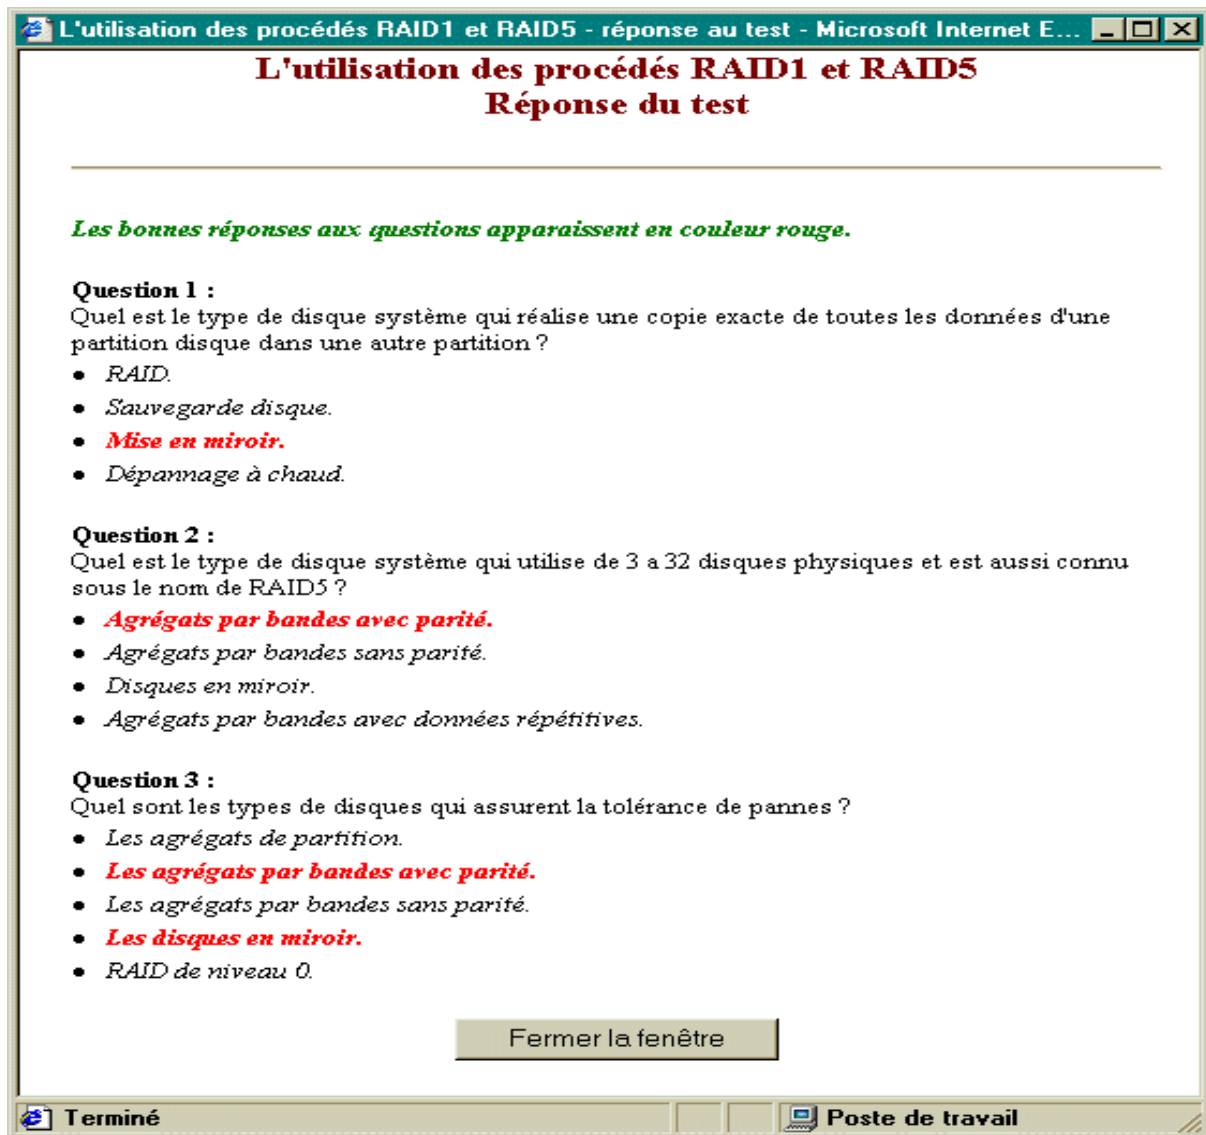 L'utilisation des procédés RAID1 et RAID5 - réponse au test - Microsoft Internet E...
L'utilisation des procédés RAID1 et RAID5
Réponse du test
Les bonnes réponses aux questions apparaissent en couleur rouge.
Question 1 :
Quel est le type de disque système qui réalise une copie exacte de toutes les données d'une
partition disque dans une autre partition ?
• RAID.
• Sauvegarde disque.
• Mise en miroir.
• Dépannage à chaud.
Question 2 :
Quel est le type de disque système qui utilise de 3 a 32 disques physiques et est aussi connu
sous le nom de RAID5 ?
• Agrégats par bandes avec parité.
• Agrégats par bandes sans parité.
• Disques en miroir.
• Agrégats par bandes avec données répétitives.
Question 3 :
Quel sont les types de disques qui assurent la tolérance de pannes ?
• Les agrégats de partition.
• Les agrégats par bandes avec parité.
• Les agrégats par bandes sans parité.
• Les disques en miroir.
• RAID de niveau 0.
Fermer la fenêtre
Terminé
Poste de travail